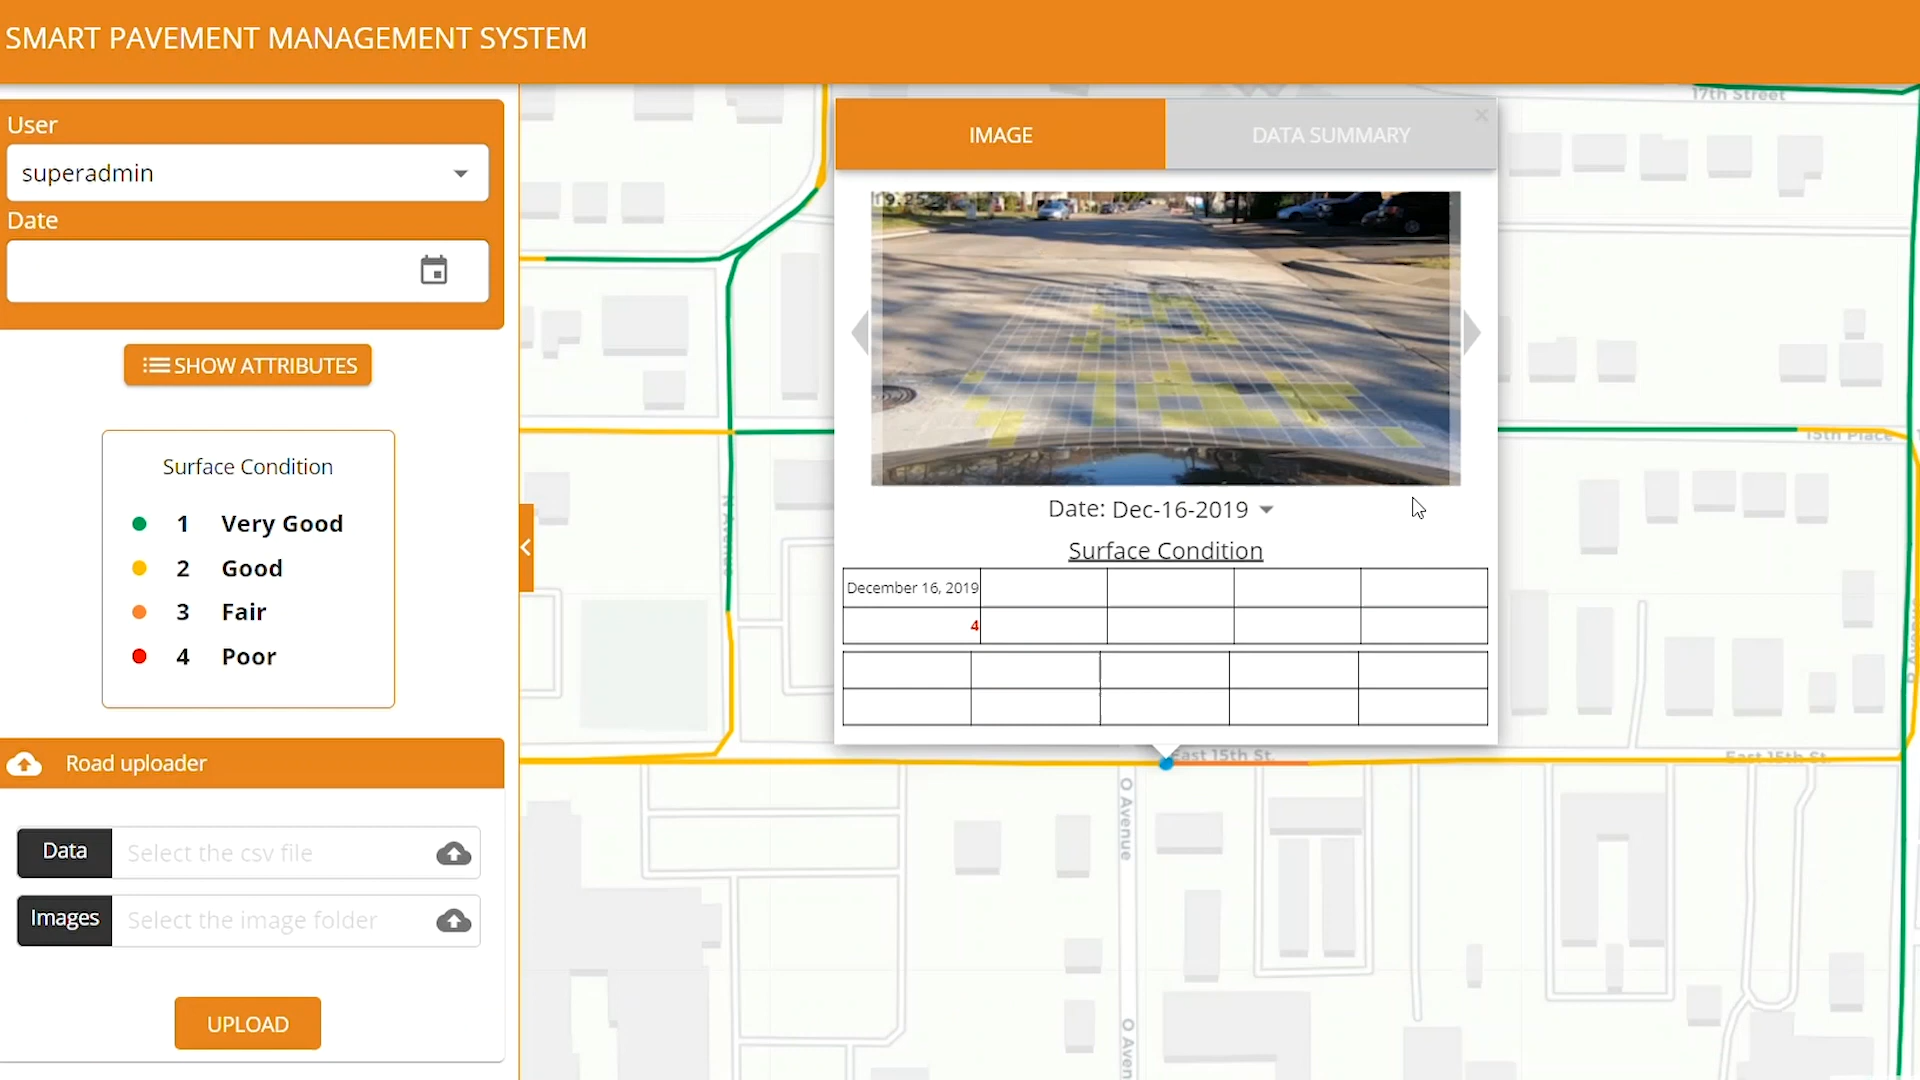 SMART PAVEMENT MANAGEMENT SYSTEM
User
superadmin
Date
SHOW ATTRIBUTES
Surface Condition
1 Very Good
2 Good
3 Fair
4 Poor
Road uploader
Data Select the csv file
Images Select the image folder
UPLOAD
IMAGE
DATA SUMMARY
Date: Dec-16-2019
Surface Condition
December 16, 2019
4
17th Street
15th Place
East 15th St.
East 15th St.
O Avenue